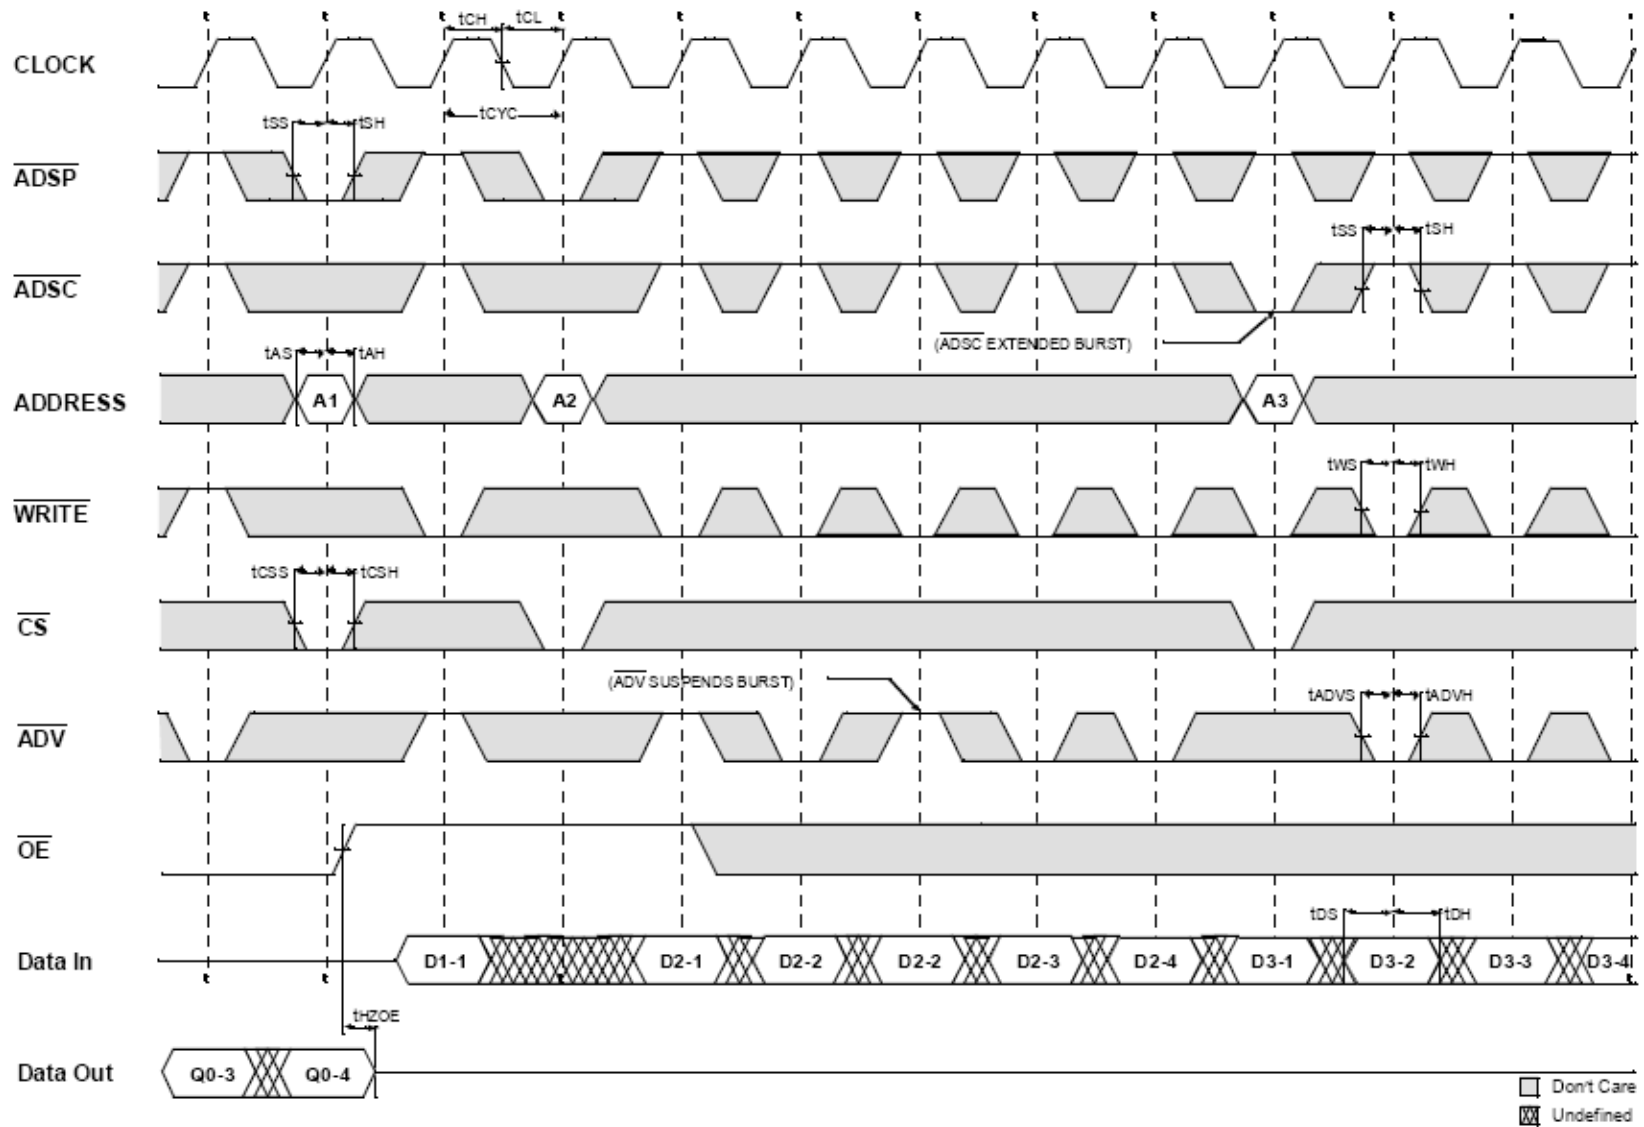 tCH tCL
CLOCK
tCYC
tSS tSH
ADSP
tSS tSH
ADSC
(ADSC EXTENDED BURST)
tAS tAH
ADDRESS A1 A2 A3
tWS tWH
WRITE
tCSS tCSH
CS
(ADV SUSPENDS BURST)
tADVS tADVH
ADV
OE
tDS tDH
Data In D1-1 D2-1 D2-2 D2-2 D2-3 D2-4 D3-1 D3-2 D3-3 D3-4
tHZOE
Data Out Q0-3 Q0-4
Don't Care
Undefined